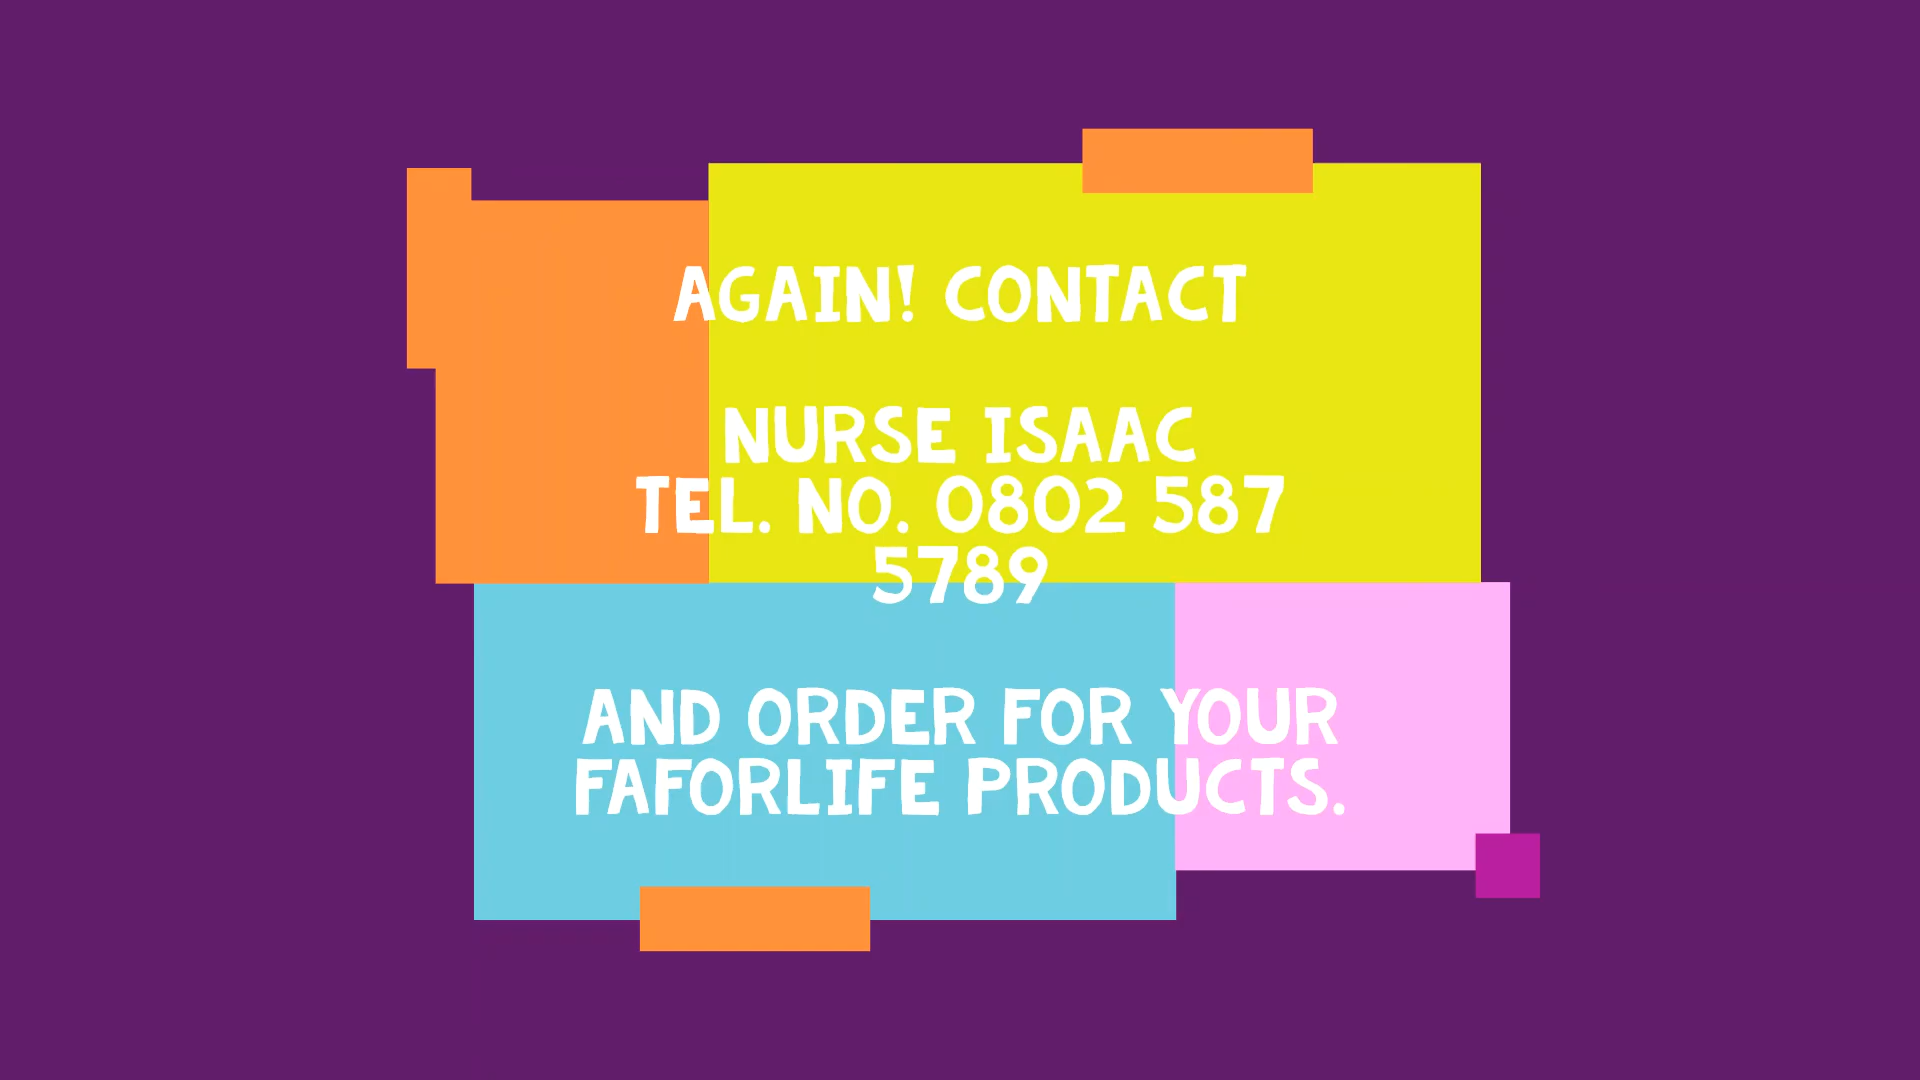 AGAIN! CONTACT
NURSE ISAAC
TEL. NO. 0802 587
5789
AND ORDER FOR YOUR
FAFORLIFE PRODUCTS.